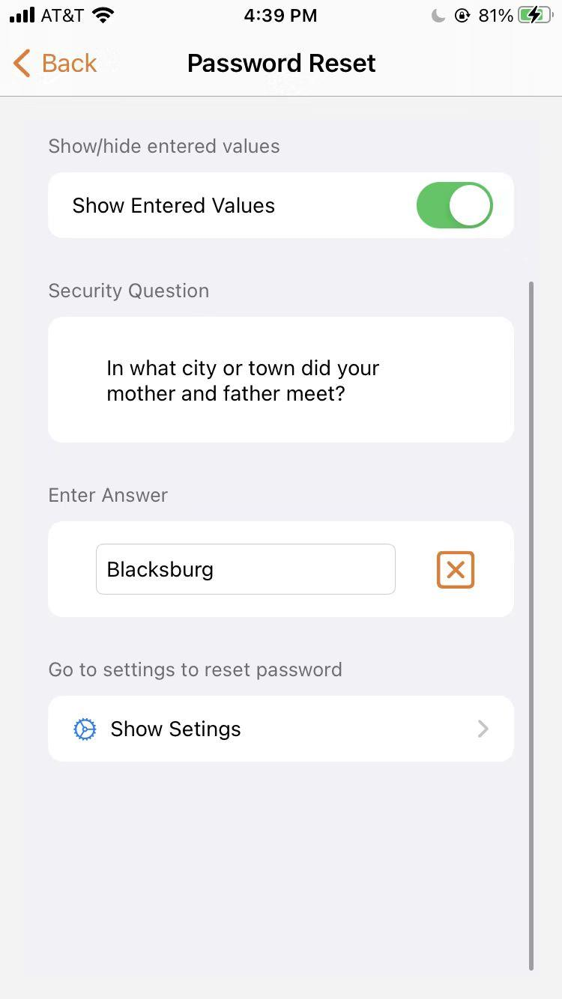 AT&T 4:39 PM 81%
Back Password Reset
Show/hide entered values
Show Entered Values
Security Question
In what city or town did your
mother and father meet?
Enter Answer
Blacksburg
Go to settings to reset password
Show Setings